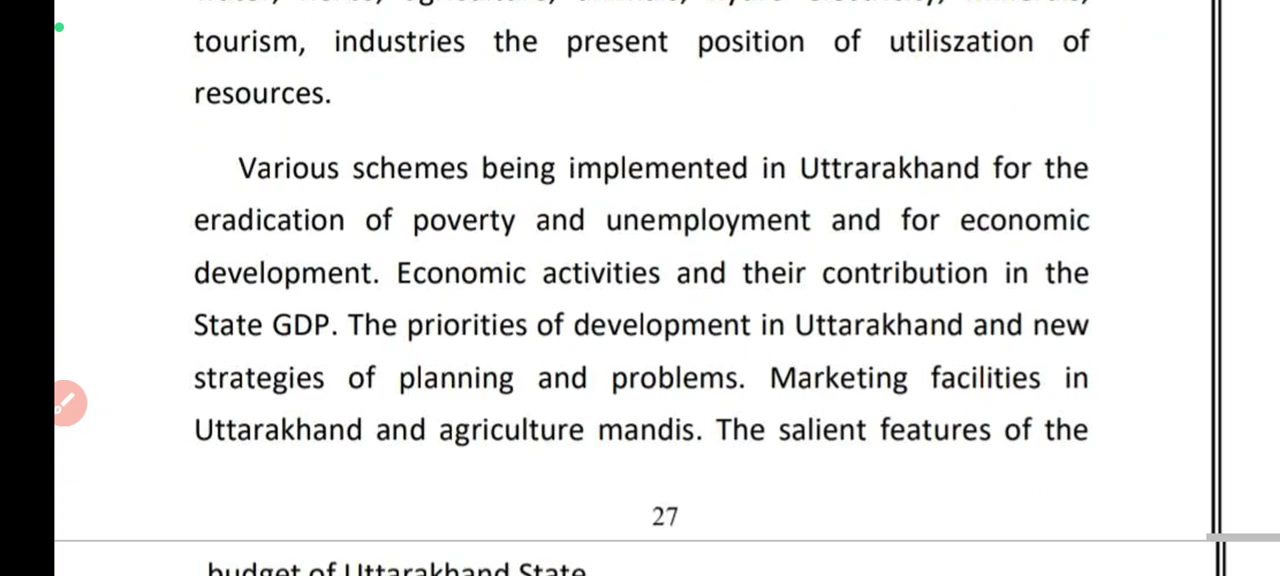 tourism, industries the present position of utiliszation of
resources.
Various schemes being implemented in Uttrarakhand for the
eradication of poverty and unemployment and for economic
development. Economic activities and their contribution in the
State GDP. The priorities of development in Uttarakhand and new
strategies of planning and problems. Marketing facilities in
Uttarakhand and agriculture mandis. The salient features of the
27
budget of Uttarakhand State